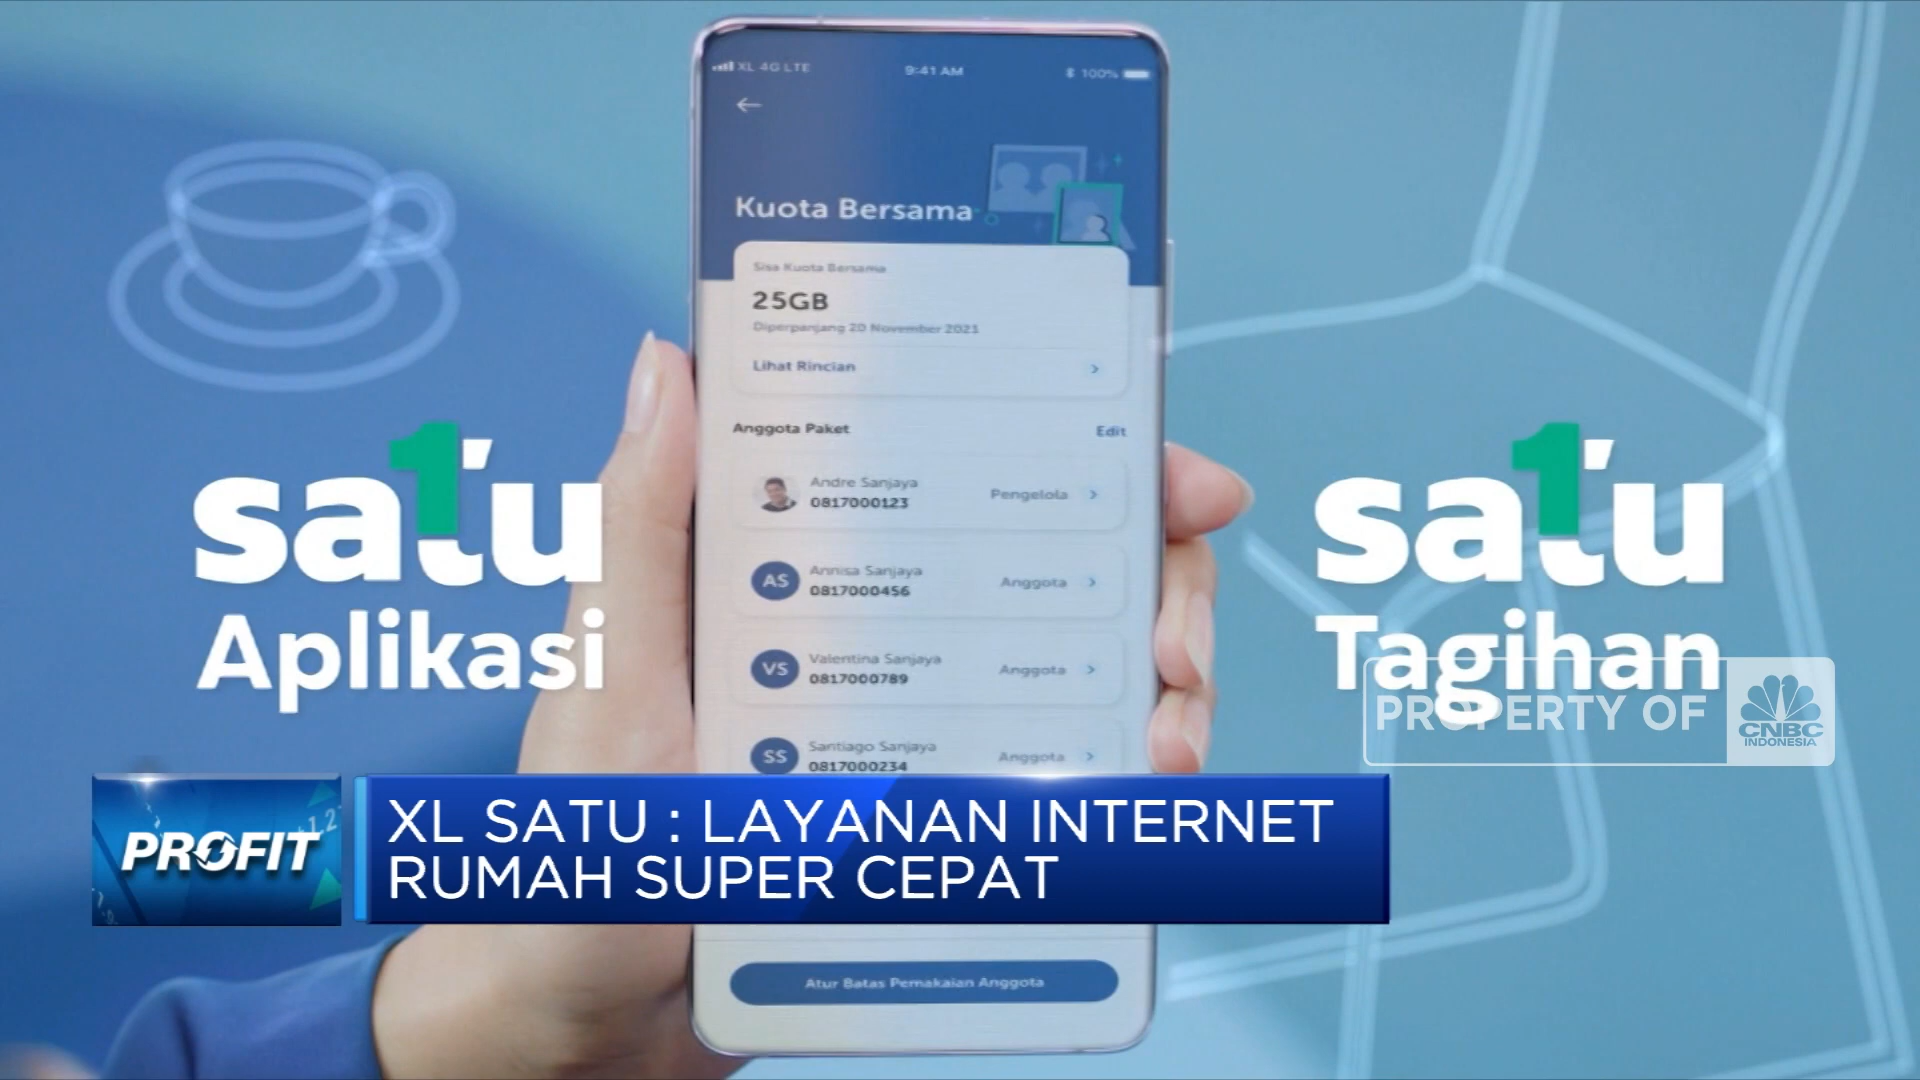 XL 4G LTE 9:41 AM 100%
Kuota Bersama
Sisa Kuota Bersama
25GB
Diperpanjang 20 November 2021
Lihat Rincian
Anggota Paket Edit
Andre Sanjaya
0817000123 Pengelola
AS Annisa Sanjaya
0817000456 Anggota
VS Valentina Sanjaya
0817000789 Anggota
SS Santiago Sanjaya
0817000234 Anggota
Atur Batas Pemakaian Anggota
satu
1
Aplikasi
satu
1
Tagihan
PROPERTY OF
CNBC
INDONESIA
PROFIT
XL SATU : LAYANAN INTERNET
RUMAH SUPER CEPAT